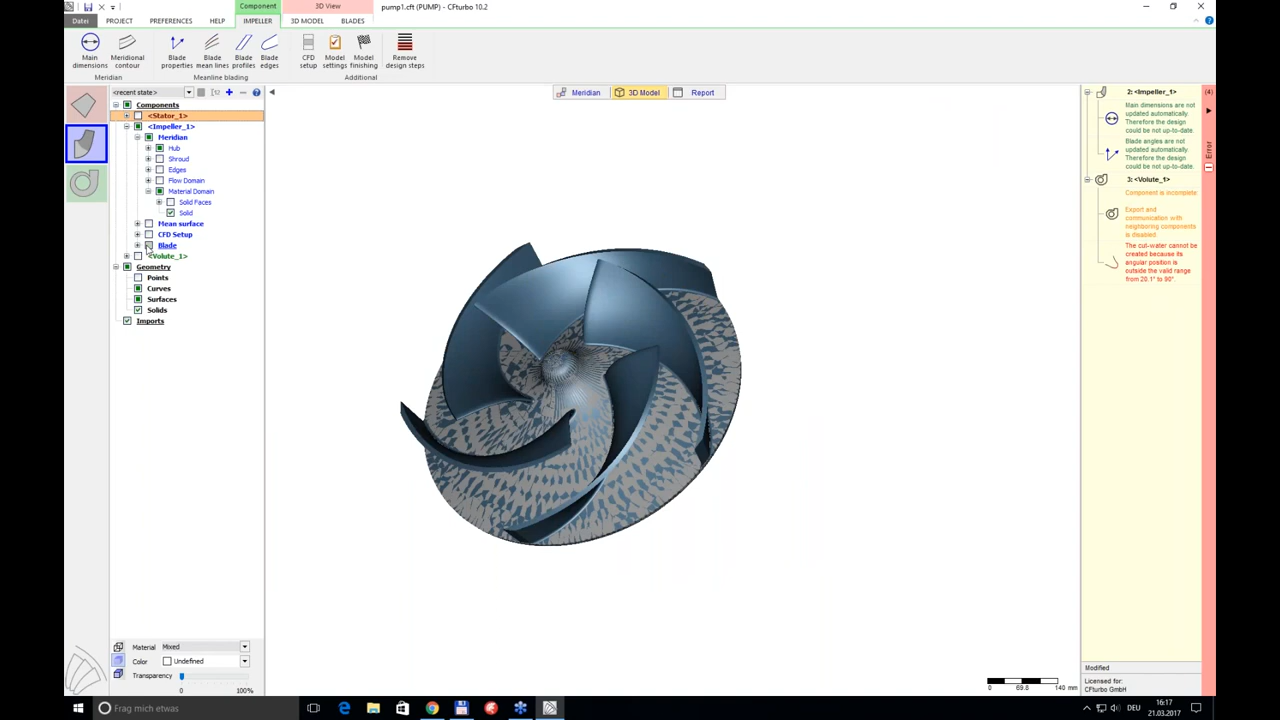 Component
3D View
pump1.cft (PUMP) - CFturbo 10.2
Datei
PROJECT
PREFERENCES
HELP
IMPELLER
3D MODEL
BLADES
Main dimensions
Meridional contour
Blade properties
Blade mean lines
Blade profiles
Blade edges
CFD setup
Model settings
Model finishing
Remove design steps
Meridian
Meanline blading
Additional
<recent state>
Meridian
3D Model
Report
Components
<Stator_1>
<Impeller_1>
Meridian
Hub
Shroud
Edges
Flow Domain
Material Domain
Solid Faces
Solid
Mean surface
CFD Setup
Blade
<Volute_1>
Geometry
Points
Curves
Surfaces
Solids
Imports
2: <Impeller_1>
Main dimensions are not
updated automatically.
Therefore the design
could be not up-to-date.
Blade angles are not
updated automatically.
Therefore the design
could be not up-to-date.
3: <Volute_1>
Component is incomplete
Export and
communication with
neighboring components
is disabled.
The cut-water cannot be
created because its
angular position is
outside the valid range
from 20.1° to 90°.
(4)
Error
Material Mixed
Color Undefined
Transparency
0 100%
0 69.8 140 mm
Modified
Licensed for:
CFturbo GmbH
Frag mich etwas
DEU
16:17
21.03.2017